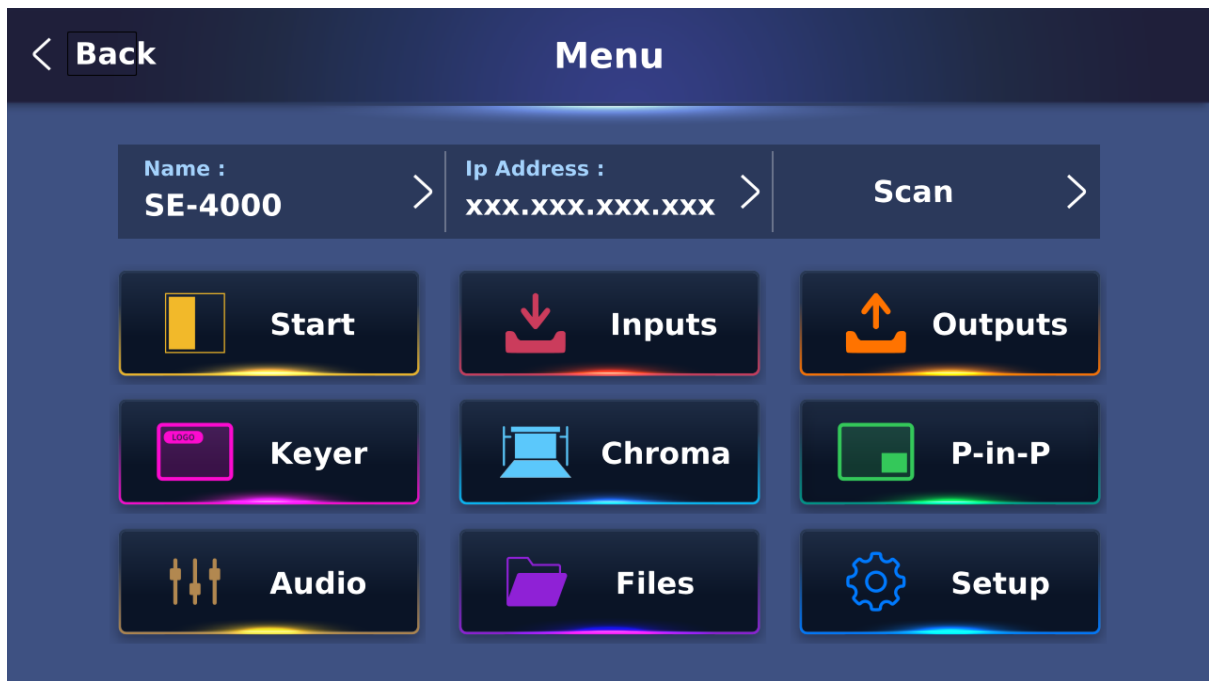 Back
Menu
Name :
SE-4000
Ip Address :
xxx.xxx.xxx.xxx
Scan
Start
Inputs
Outputs
LOGO
Keyer
Chroma
P-in-P
Audio
Files
Setup